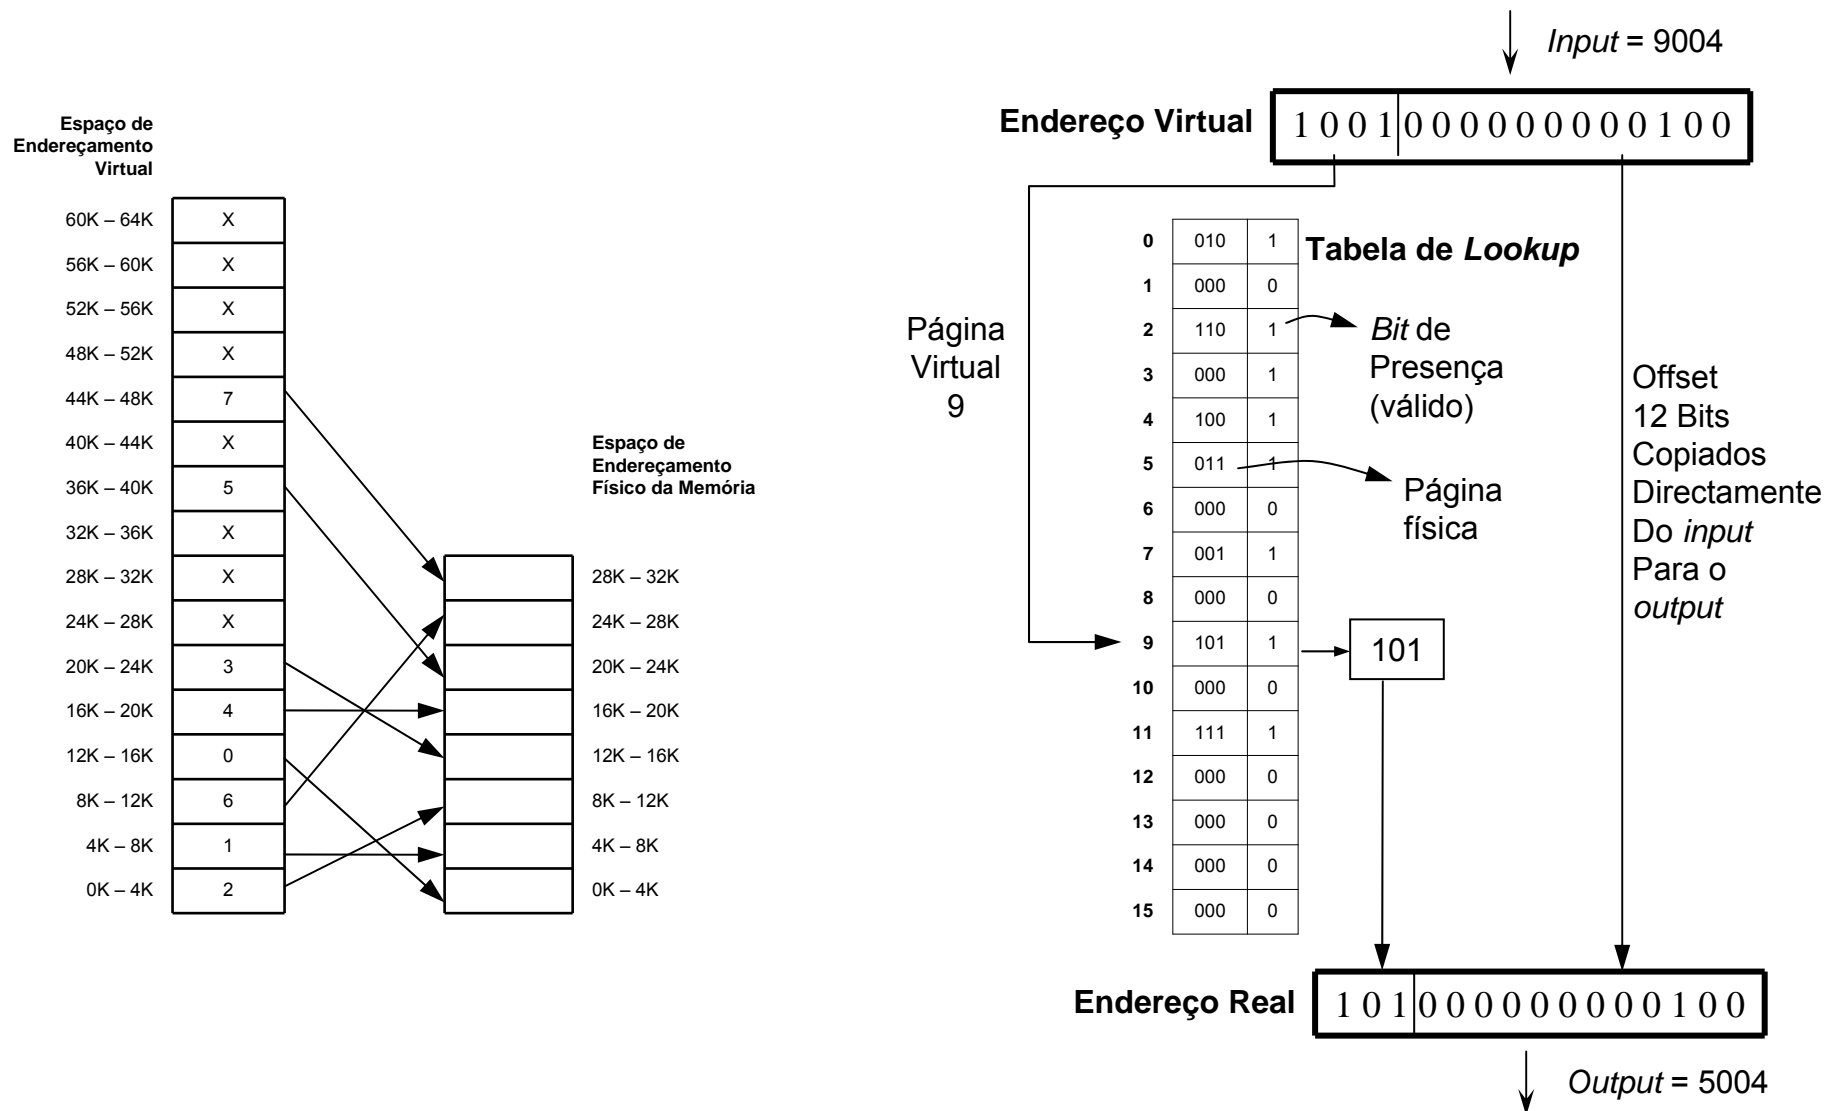 Espaço de
Endereçamento
Virtual
60K – 64K X
56K – 60K X
52K – 56K X
48K – 52K X
44K – 48K 7
40K – 44K X
36K – 40K 5
32K – 36K X
28K – 32K X
24K – 28K X
20K – 24K 3
16K – 20K 4
12K – 16K 0
8K – 12K 6
4K – 8K 1
0K – 4K 2
Espaço de
Endereçamento
Físico da Memória
28K – 32K
24K – 28K
20K – 24K
16K – 20K
12K – 16K
8K – 12K
4K – 8K
0K – 4K
Input = 9004
Endereço Virtual 1 0 0 1 0 0 0 0 0 0 0 0 0 1 0 0
Página
Virtual
9
Tabela de Lookup
0 010 1
1 000 0
2 110 1
3 000 1
4 100 1
5 011 1
6 000 0
7 001 1
8 000 0
9 101 1
10 000 0
11 111 1
12 000 0
13 000 0
14 000 0
15 000 0
Bit de
Presença
(válido)
Página
física
101
Offset
12 Bits
Copiados
Directamente
Do input
Para o
output
Endereço Real 1 0 1 0 0 0 0 0 0 0 0 0 1 0 0
Output = 5004